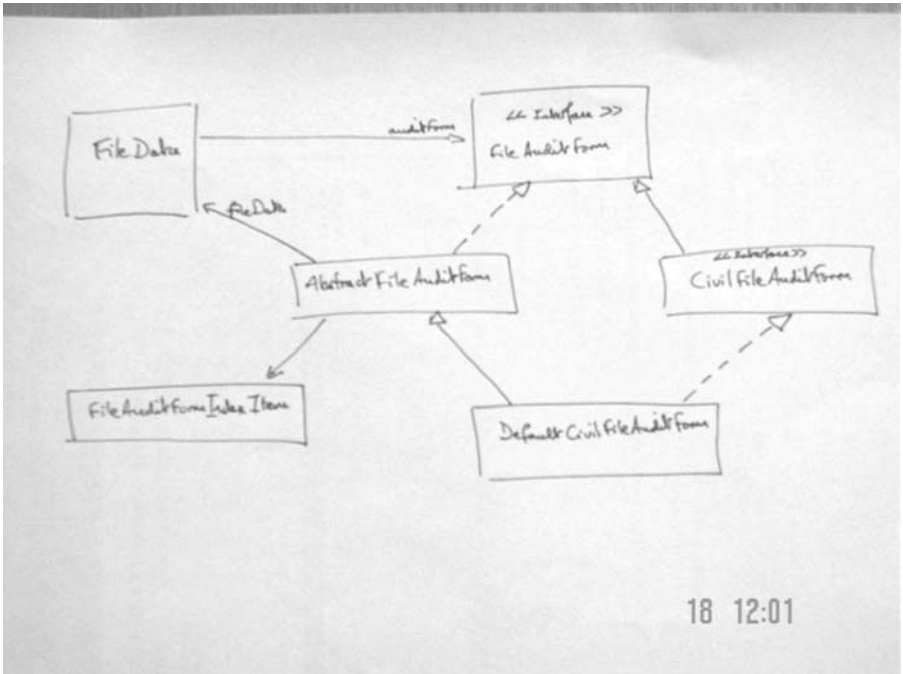 << Interface >>
FileData
auditForm
FileAuditForm
fileData
<< Interface >>
AbstractFileAuditForm
CivilFileAuditForm
FileAuditFormIndexItem
DefaultCivilFileAuditForm
18 12:01